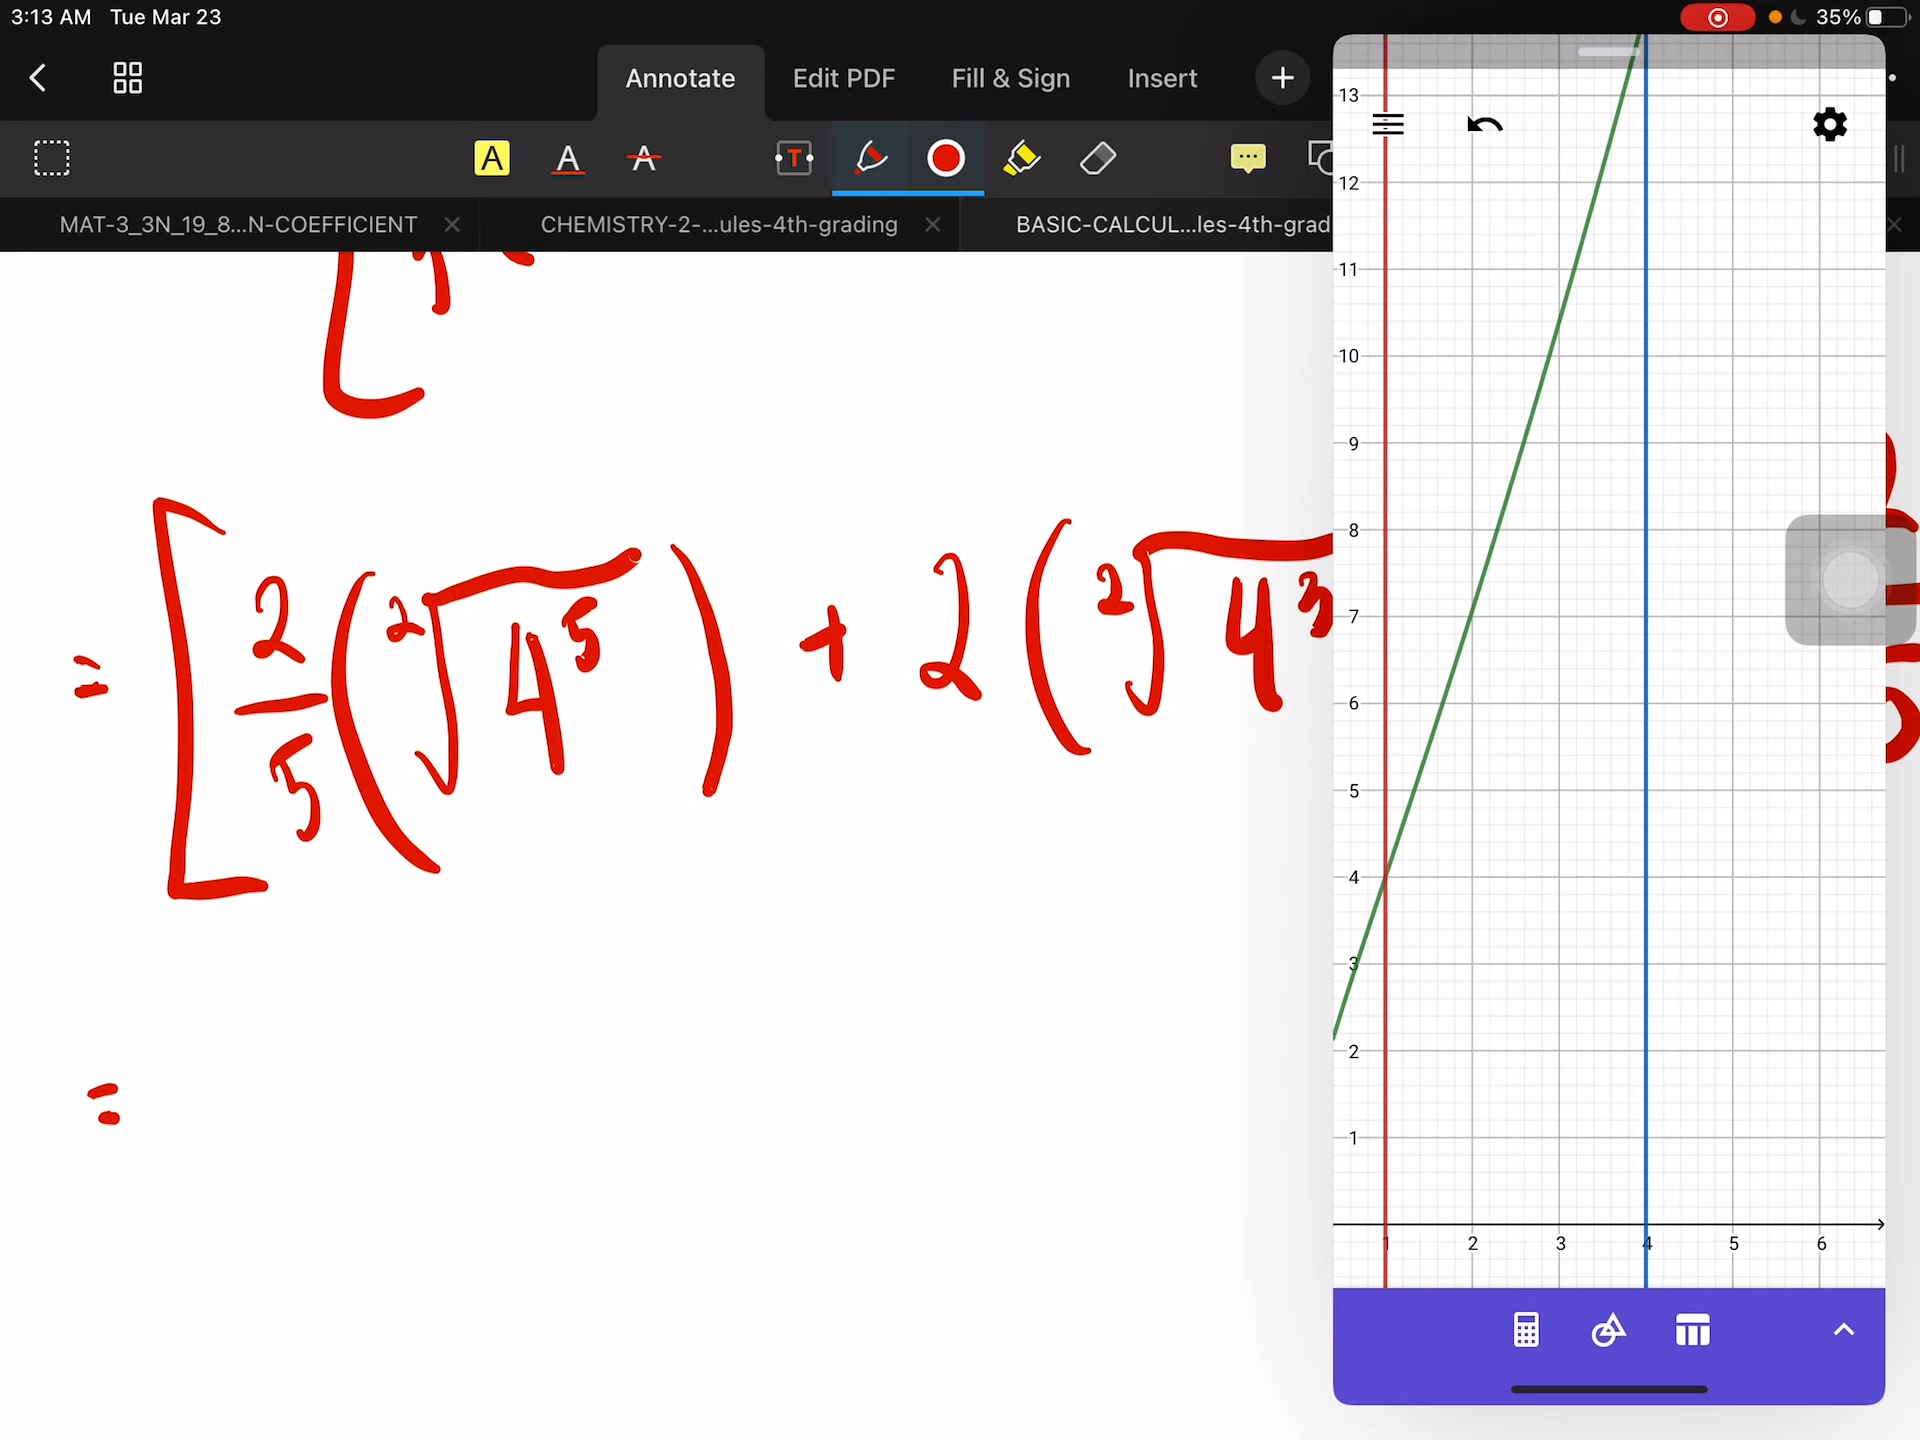 3:13 AM Tue Mar 23 35%
Annotate Edit PDF Fill & Sign Insert
A A A T
MAT-3_3N_19_8...N-COEFFICIENT CHEMISTRY-2-...ules-4th-grading BASIC-CALCUL...les-4th-grad
= [ 2/5 ( ²√4⁵ ) + 2 ( ²√4³
=
13
12
11
10
9
8
7
6
5
4
3
2
1
1 2 3 4 5 6